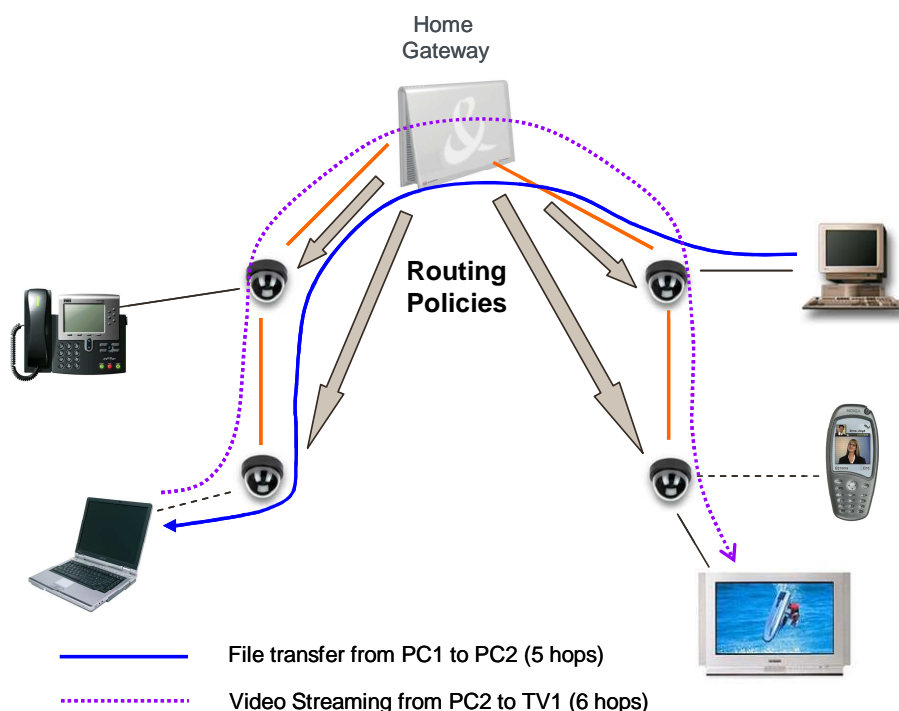 Home
Gateway
&
Routing
Policies
File transfer from PC1 to PC2 (5 hops)
Video Streaming from PC2 to TV1 (6 hops)